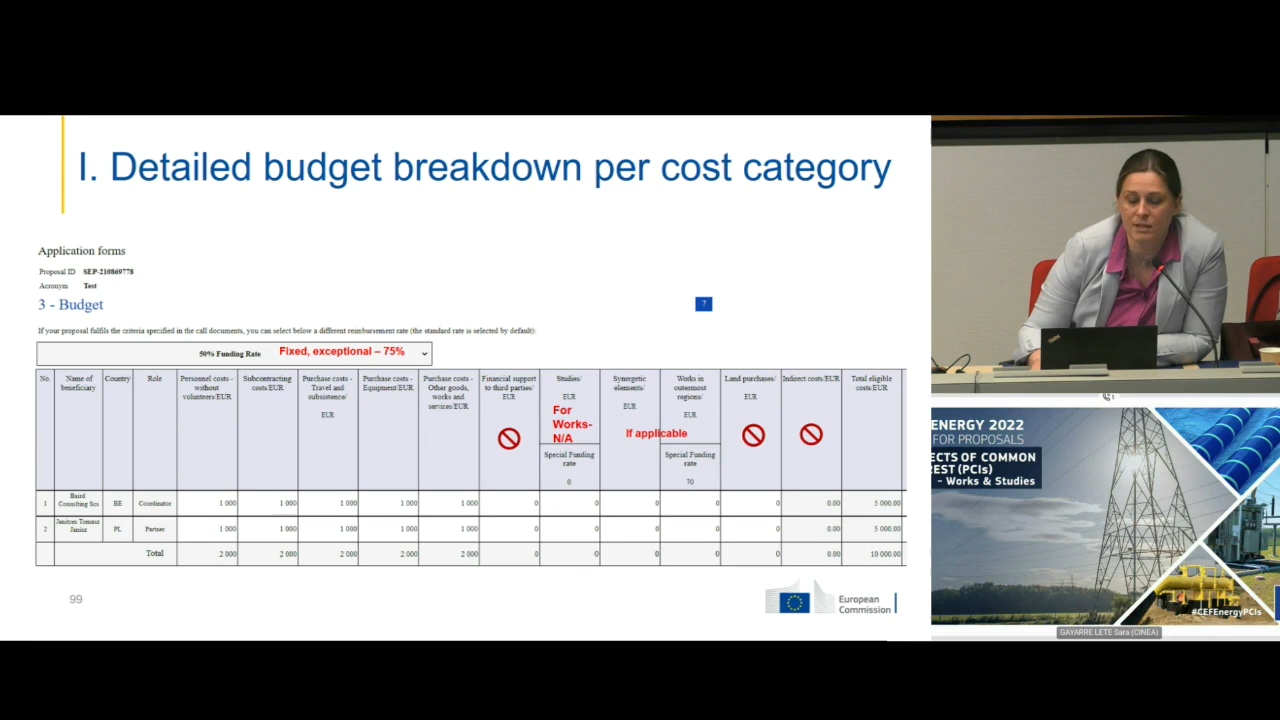 I. Detailed budget breakdown per cost category
Application forms
Proposal ID SEP-210869778
Acronym Test
3 - Budget
?
If your proposal fulfils the criteria specified in the call documents, you can select below a different reimbursement rate (the standard rate is selected by default):
50% Funding Rate Fixed, exceptional – 75%
No
Name of
beneficiary
Country
Role
Personnel costs -
without
volunteers/EUR
Subcontracting
costs/EUR
Purchase costs -
Travel and
subsistence/
EUR
Purchase costs -
Equipment/EUR
Purchase costs -
Other goods,
works and
services/EUR
Financial support
to third parties/
EUR
Studies/
EUR
For
Works-
N/A
Special Funding
rate
0
Synergetic
elements/
EUR
If applicable
Works in
outermost
regions/
EUR
Special Funding
rate
70
Land purchases/
EUR
Indirect costs/EUR
Total eligible
costs/EUR
1 Baird Consulting Scs BE Coordinator 1 000 1 000 1 000 1 000 1 000 0 0 0 0 0 0.00 5 000.00
2 Janitom Tomasz Janisz PL Partner 1 000 1 000 1 000 1 000 1 000 0 0 0 0 0 0.00 5 000.00
Total 2 000 2 000 2 000 2 000 2 000 0 0 0 0 0 0.00 10 000.00
99
European
Commission
1
ENERGY 2022
FOR PROPOSALS
ECTS OF COMMON
REST (PCIs)
- Works & Studies
#CEFEnergyPCIs
GAYARRE LETE Sara (CINEA)